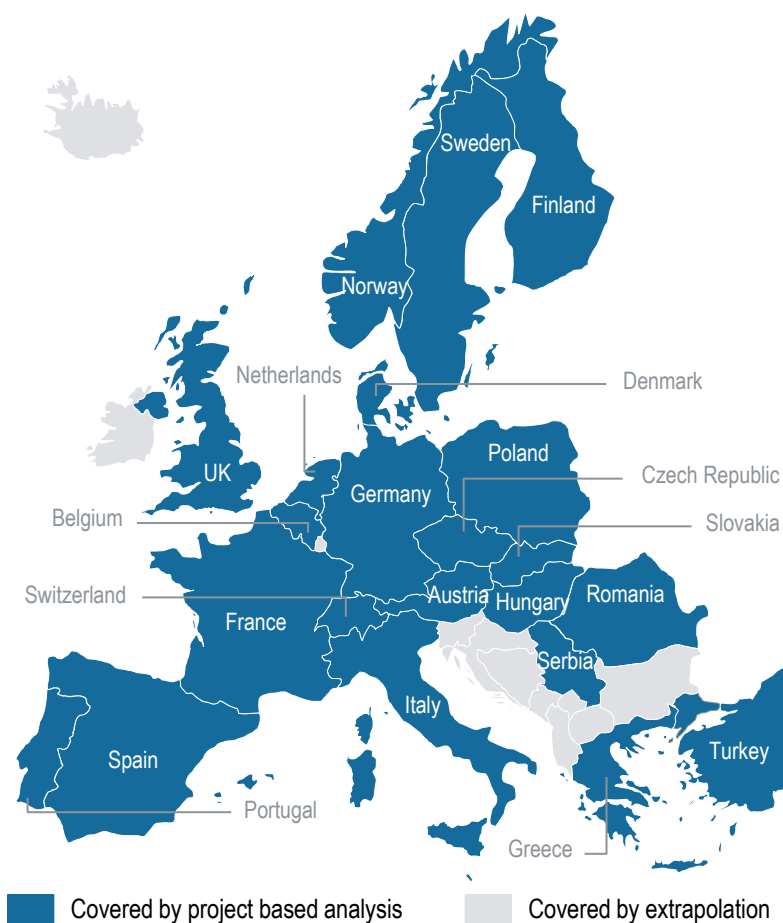 Sweden
Finland
Norway
Netherlands
Denmark
Poland
UK
Germany
Czech Republic
Belgium
Slovakia
Switzerland
Austria
Hungary
Romania
France
Serbia
Italy
Spain
Turkey
Portugal
Greece
Covered by project based analysis
Covered by extrapolation